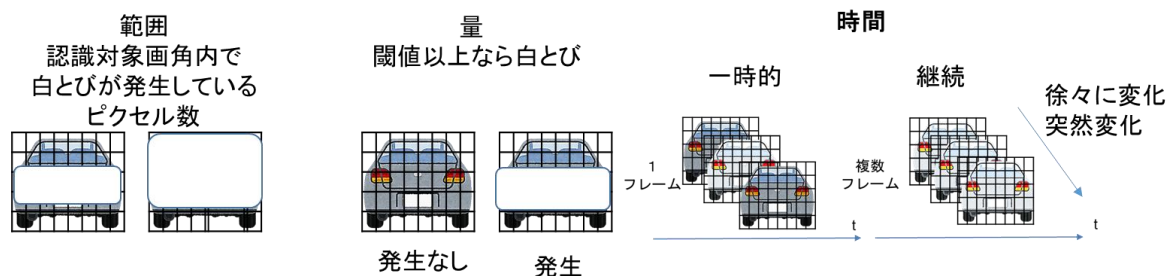 範囲
認識対象画角内で
白とびが発生している
ピクセル数
量
閾値以上なら白とび
発生なし
発生
時間
一時的
1
フレーム
t
継続
複数
フレーム
t
徐々に変化
突然変化